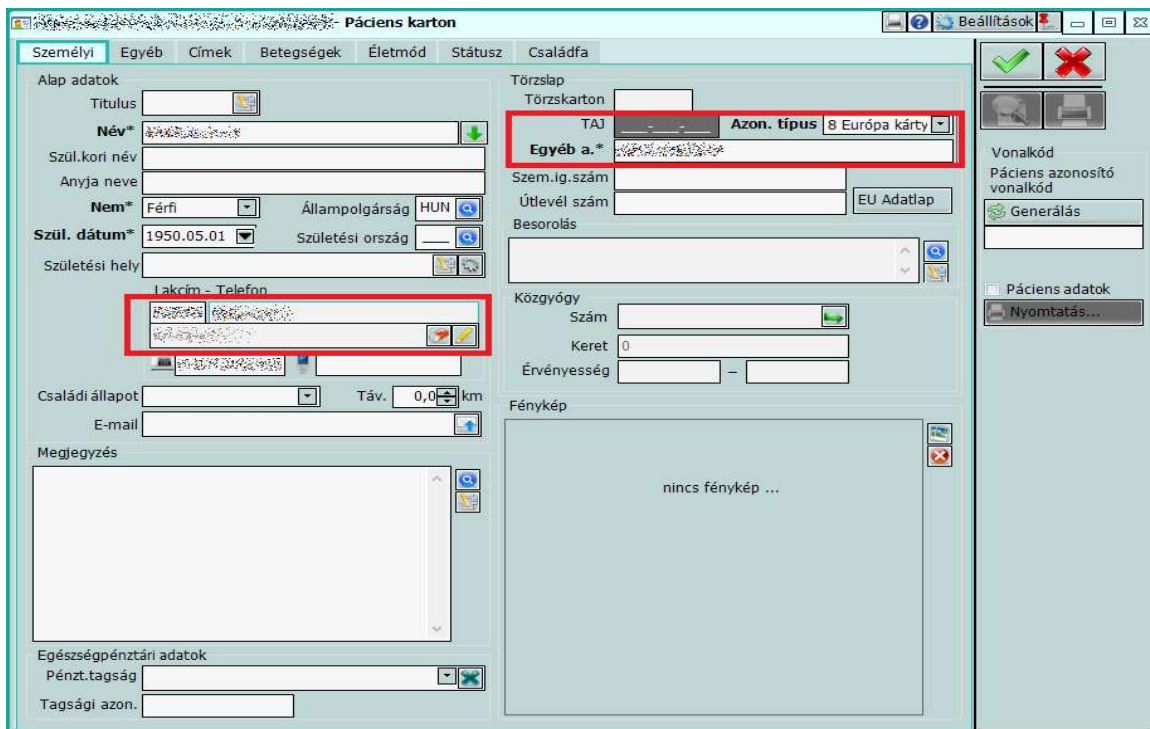 - Páciens karton
Beállítások
Személyi Egyéb Címek Betegségek Életmód Státusz Családfa
Alap adatok
Titulus
Név*
Szül.kori név
Anyja neve
Nem* Férfi Állampolgárság HUN
Szül. dátum* 1950.05.01 Születési ország ___
Születési hely
Lakcím - Telefon
Családi állapot Táv. 0,0 km
E-mail
Megjegyzés
Egészségpénztári adatok
Pénzt.tagság
Tagsági azon.
Törzslap
Törzskarton
TAJ ___-___-___ Azon. típus 8 Európa kárty
Egyéb a.*
Szem.ig.szám
Útlevél szám EU Adatlap
Besorolás
Közgyógy
Szám
Keret 0
Érvényesség –
Fénykép
nincs fénykép ...
Vonalkód
Páciens azonosító
vonalkód
Generálás
Páciens adatok
Nyomtatás...